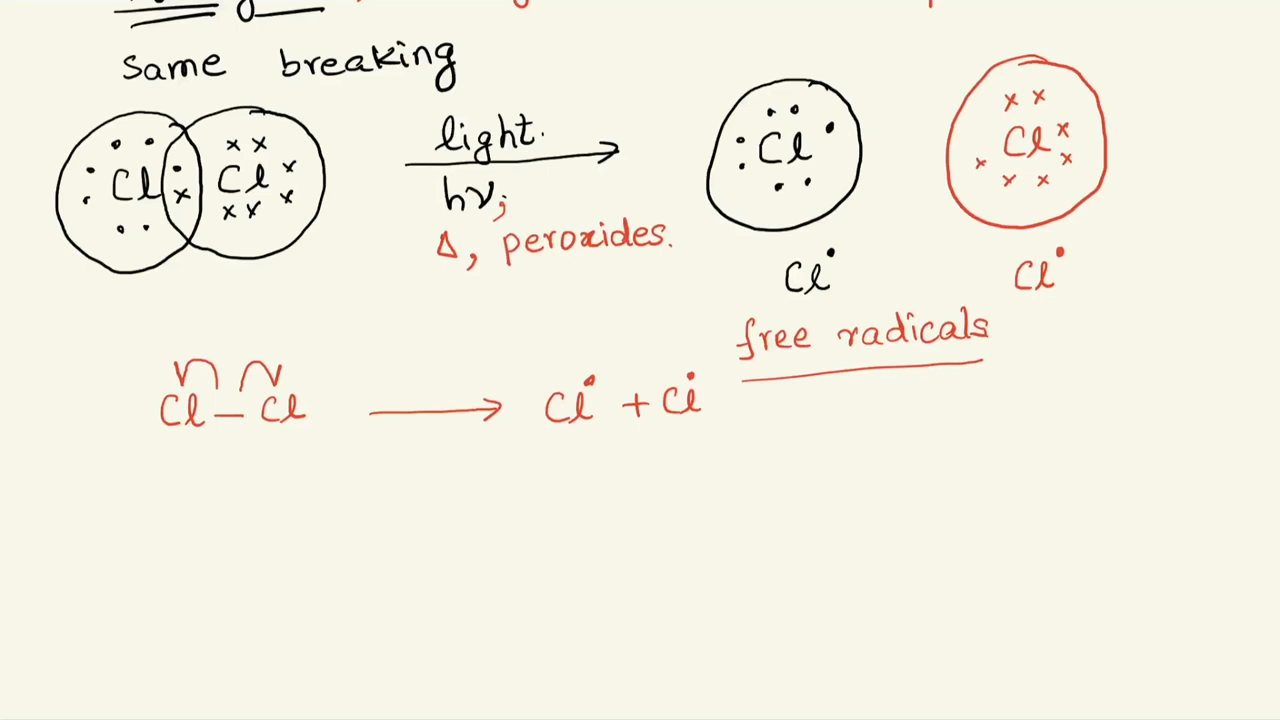 same breaking
Cl Cl
light.
hν;
Δ, peroxides.
Cl
Cl
Cl•
Cl•
free radicals
Cl – Cl → Cl• + Cl•